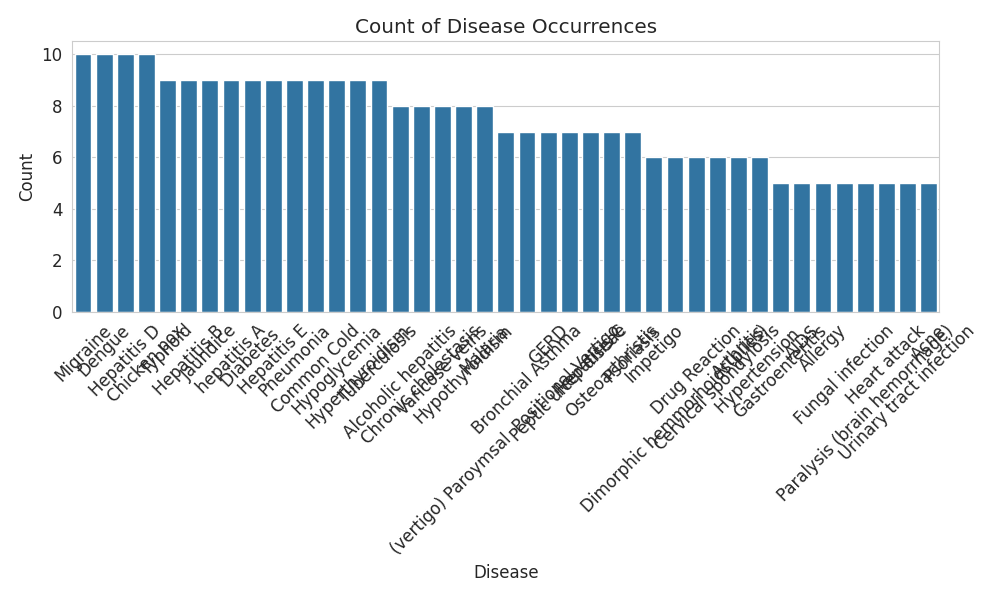 Count of Disease Occurrences
Count
10
8
6
4
2
0
Migraine
Dengue
Hepatitis D
Chicken pox
Typhoid
Hepatitis B
Jaundice
hepatitis A
Diabetes
Hepatitis E
Pneumonia
Common Cold
Hypoglycemia
Hyperthyroidism
Tuberculosis
Alcoholic hepatitis
Chronic cholestasis
Varicose veins
Hypothyroidism
Malaria
Bronchial Asthma
GERD
(vertigo) Paroymsal Positional Vertigo
Peptic ulcer
Impetigo
Psoriasis
Drug Reaction
Dimorphic hemmorhoids(piles)
Cervical spondylosis
Arthritis
Hypertension
Gastroenteritis
AIDS
Allergy
Fungal infection
Heart attack
Paralysis (brain hemorrhage)
Acne
Urinary tract infection
Disease